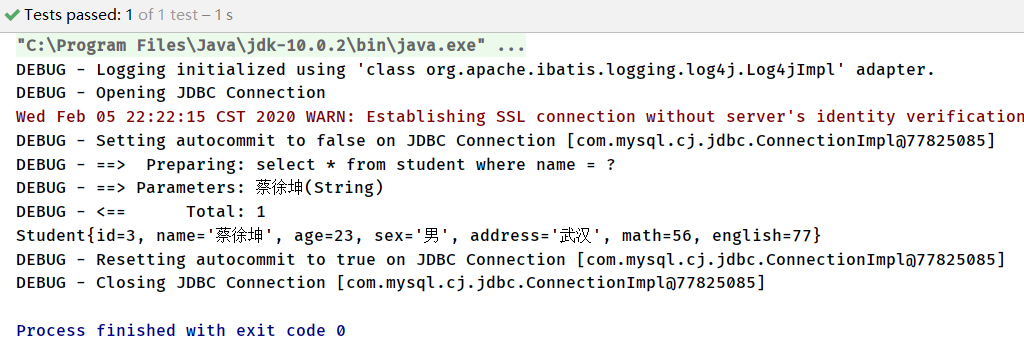 Tests passed: 1 of 1 test – 1 s
"C:\Program Files\Java\jdk-10.0.2\bin\java.exe" ...
DEBUG - Logging initialized using 'class org.apache.ibatis.logging.log4j.Log4jImpl' adapter.
DEBUG - Opening JDBC Connection
Wed Feb 05 22:22:15 CST 2020 WARN: Establishing SSL connection without server's identity verification
DEBUG - Setting autocommit to false on JDBC Connection [com.mysql.cj.jdbc.ConnectionImpl@77825085]
DEBUG - ==>  Preparing: select * from student where name = ?
DEBUG - ==> Parameters: 蔡徐坤(String)
DEBUG - <==      Total: 1
Student{id=3, name='蔡徐坤', age=23, sex='男', address='武汉', math=56, english=77}
DEBUG - Resetting autocommit to true on JDBC Connection [com.mysql.cj.jdbc.ConnectionImpl@77825085]
DEBUG - Closing JDBC Connection [com.mysql.cj.jdbc.ConnectionImpl@77825085]
Process finished with exit code 0